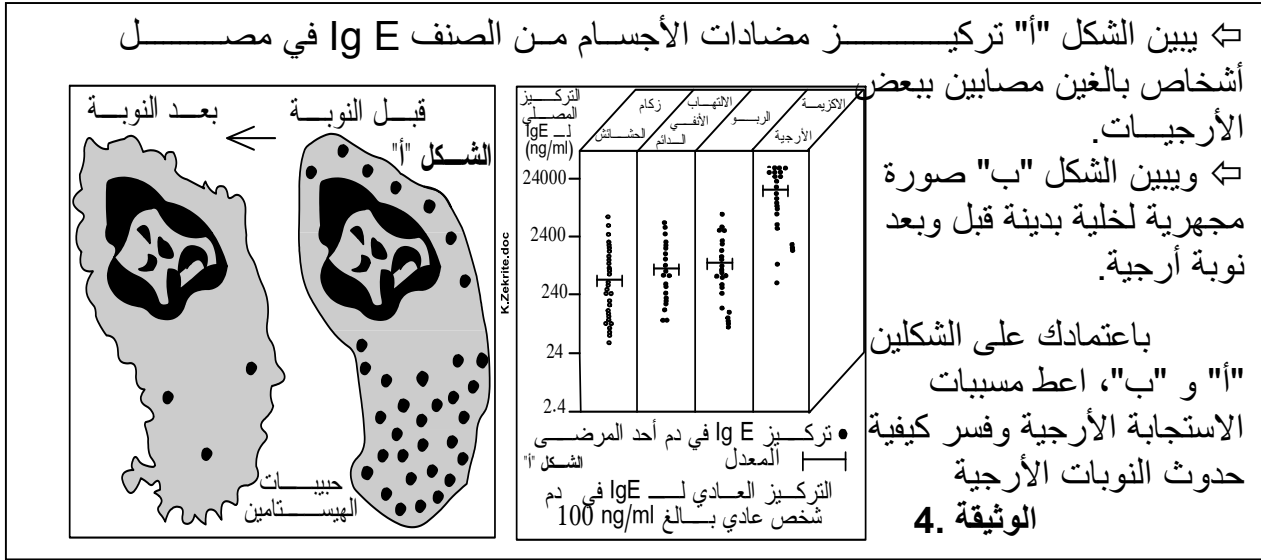 ⇦ يبين الشكل "أ" تركيز مضادات الأجسام من الصنف Ig E في مصل
أشخاص بالغين مصابين ببعض
الأرجيات.
⇦ ويبين الشكل "ب" صورة
مجهرية لخلية بدينة قبل وبعد
نوبة أرجية.
باعتمادك على الشكلين
"أ" و "ب"، اعط مسببات
الاستجابة الأرجية وفسر كيفية
حدوث النوبات الأرجية
الوثيقة 4.
التركيز
المصلي
لـ IgE
(ng/ml)
24000
2400
240
24
2.4
الاكزيمة
الأرجية
الربو
الالتهاب
الأنفي
الدائم
زكام
الحشائش
• تركيز Ig E في دم أحد المرضى
المعدل
الشكل "أ"
التركيز العادي لـ IgE في دم
شخص عادي بالغ 100 ng/ml
K.Zekrite.doc
قبل النوبة
بعد النوبة
الشكل "أ"
حبيبات
الهيستامين